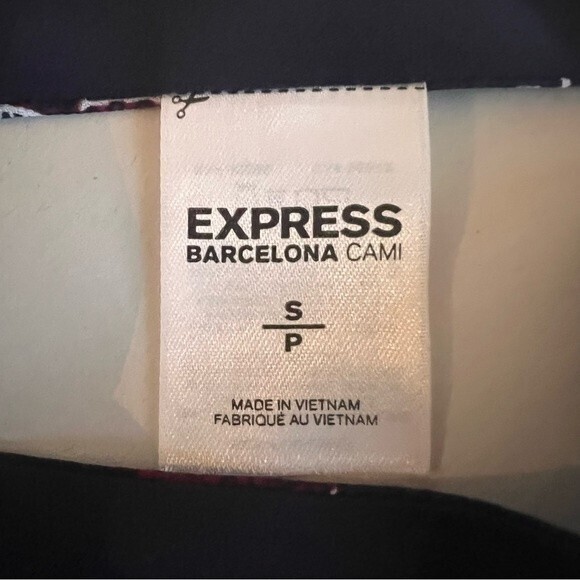 EXPRESS
BARCELONA CAMI
S
P
MADE IN VIETNAM
FABRIQUÉ AU VIETNAM